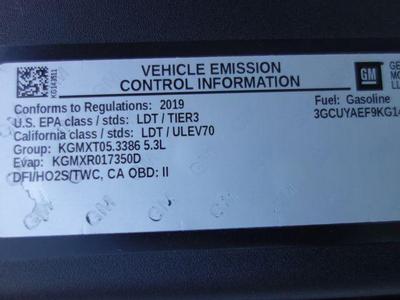 VEHICLE EMISSION
CONTROL INFORMATION
GM
Conforms to Regulations: 2019
U.S. EPA class / stds: LDT / TIER3
California class / stds: LDT / ULEV70
Group: KGMXT05.3386 5.3L
Evap: KGMXR017350D
DFI/HO2S/TWC, CA OBD: II
Fuel: Gasoline
3GCUYAEF9KG14